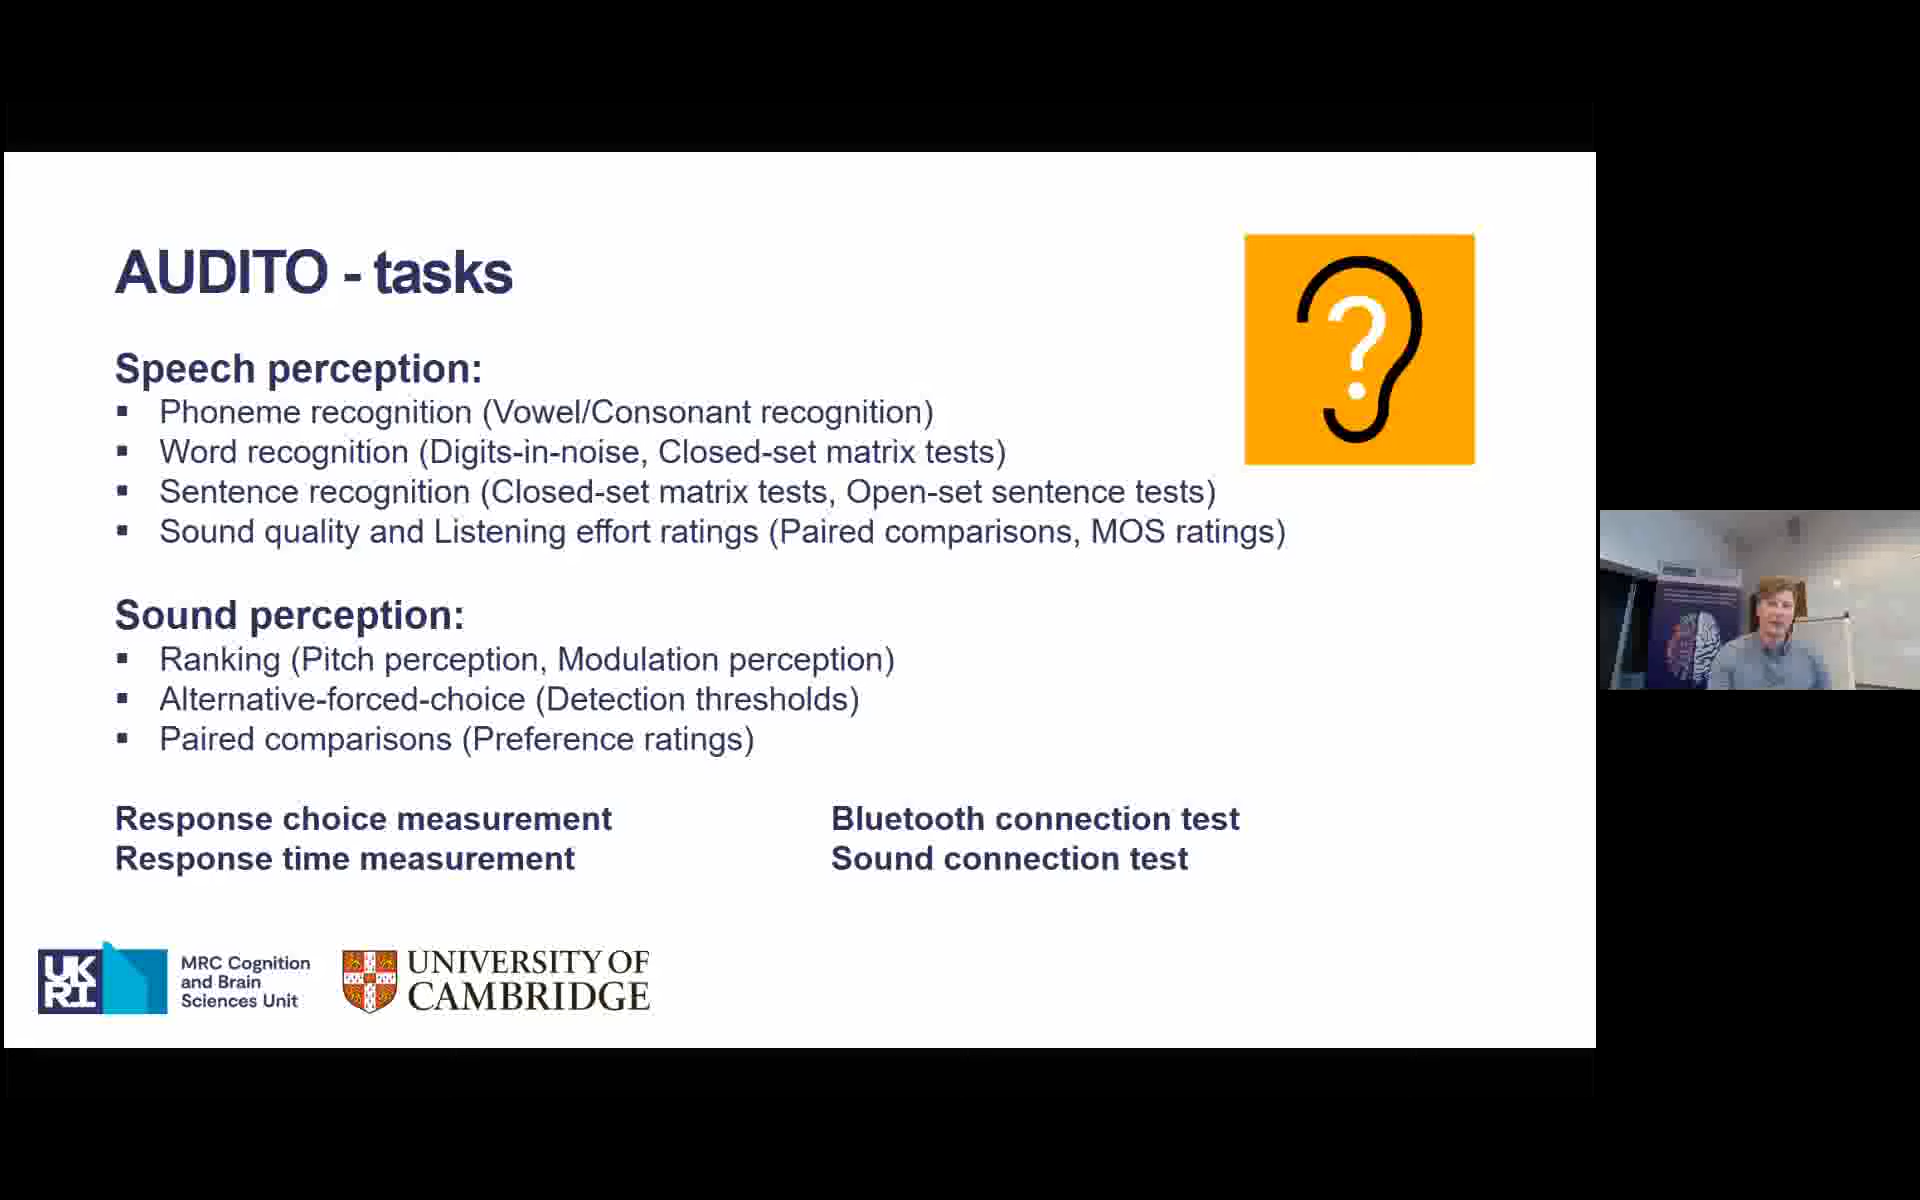 AUDITO - tasks
Speech perception:
▪ Phoneme recognition (Vowel/Consonant recognition)
▪ Word recognition (Digits-in-noise, Closed-set matrix tests)
▪ Sentence recognition (Closed-set matrix tests, Open-set sentence tests)
▪ Sound quality and Listening effort ratings (Paired comparisons, MOS ratings)
Sound perception:
▪ Ranking (Pitch perception, Modulation perception)
▪ Alternative-forced-choice (Detection thresholds)
▪ Paired comparisons (Preference ratings)
Response choice measurement
Response time measurement
Bluetooth connection test
Sound connection test
?
UK
RI
MRC Cognition
and Brain
Sciences Unit
UNIVERSITY OF
CAMBRIDGE